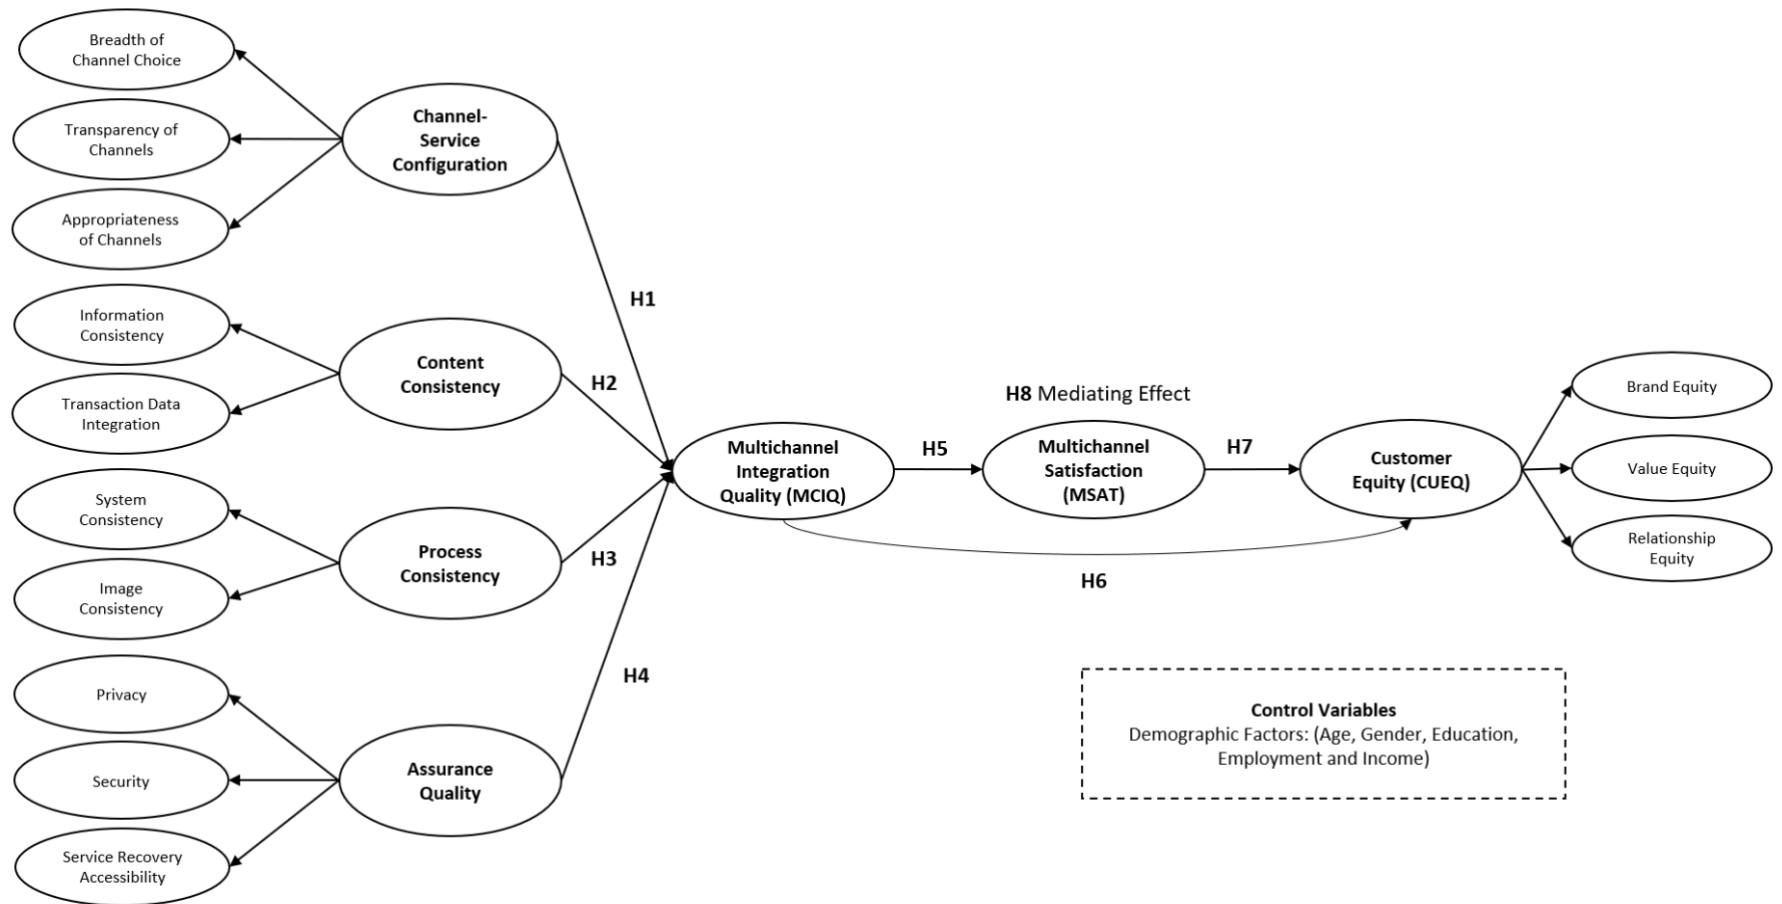 Breadth of
Channel Choice
Transparency of
Channels
Appropriateness
of Channels
Channel-
Service
Configuration
H1
Information
Consistency
Transaction Data
Integration
Content
Consistency
H2
System
Consistency
Image
Consistency
Process
Consistency
H3
Privacy
Security
Service Recovery
Accessibility
Assurance
Quality
H4
Multichannel
Integration
Quality (MCIQ)
H5
H8 Mediating Effect
Multichannel
Satisfaction
(MSAT)
H7
Customer
Equity (CUEQ)
H6
Brand Equity
Value Equity
Relationship
Equity
Control Variables
Demographic Factors: (Age, Gender, Education,
Employment and Income)